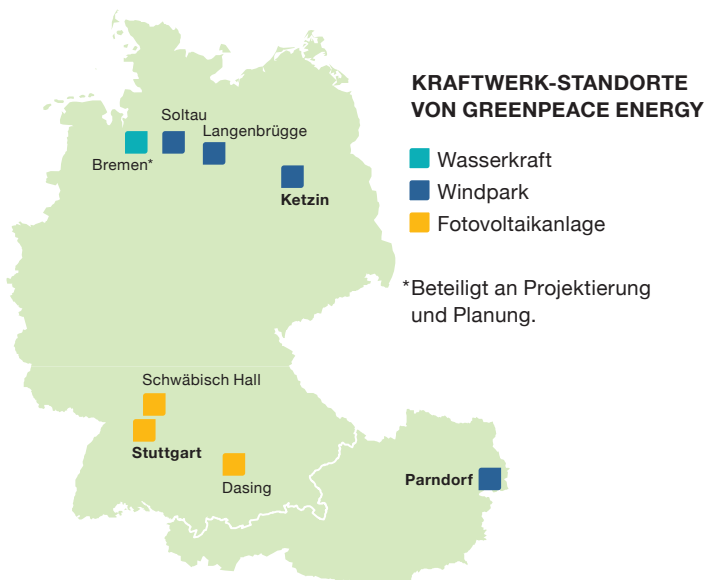 KRAFTWERK-STANDORTE
VON GREENPEACE ENERGY
Wasserkraft
Windpark
Fotovoltaikanlage
*Beteiligt an Projektierung
und Planung.
Soltau
Langenbrügge
Bremen*
Ketzin
Schwäbisch Hall
Stuttgart
Dasing
Parndorf